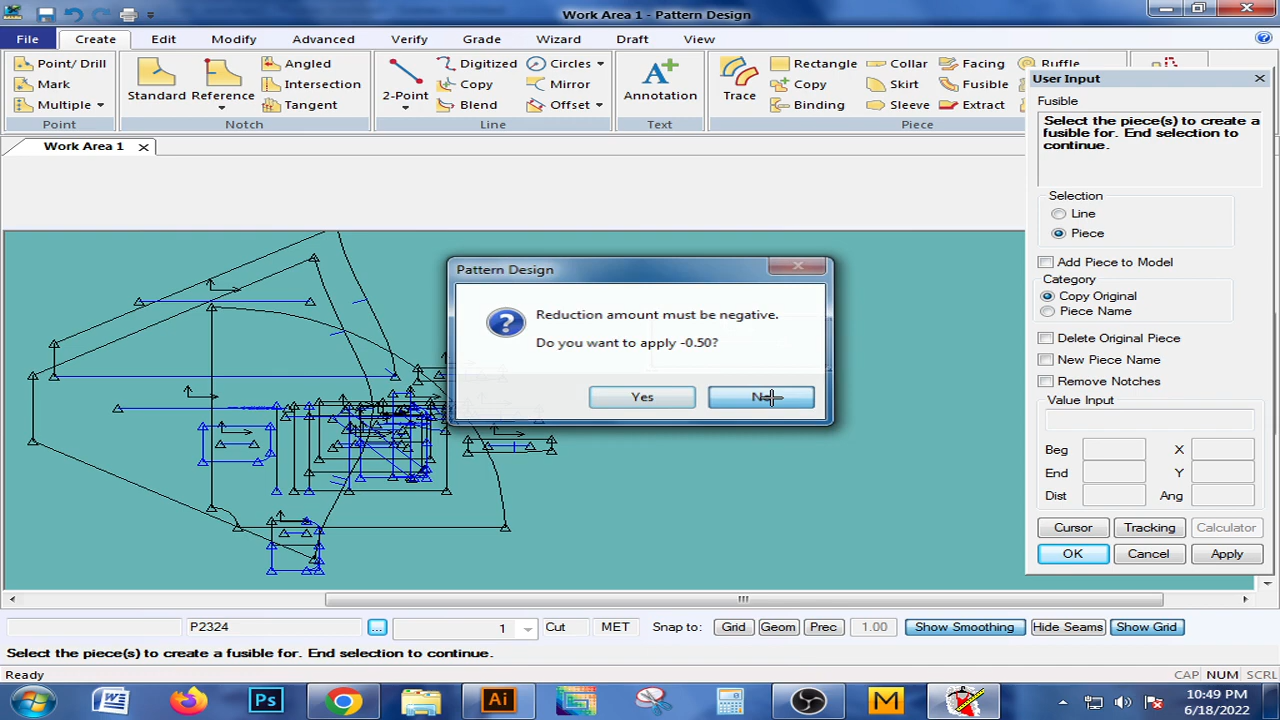 Work Area 1 - Pattern Design
File Create Edit Modify Advanced Verify Grade Wizard Draft View
Point/ Drill Angled Digitized Circles Rectangle Collar Facing Ruffle
Mark Standard Reference Intersection 2-Point Copy Mirror Annotation Trace Copy Skirt Fusible
Multiple Tangent Blend Offset Binding Sleeve Extract
Point Notch Line Text Piece
Work Area 1
User Input
Fusible
Select the piece(s) to create a
fusible for. End selection to
continue.
Selection
Line
Piece
Add Piece to Model
Category
Copy Original
Piece Name
Delete Original Piece
New Piece Name
Remove Notches
Value Input
Beg X
End Y
Dist Ang
Cursor Tracking Calculator
OK Cancel Apply
Pattern Design
Reduction amount must be negative.
Do you want to apply -0.50?
Yes
P2324 ... 1 Cut MET Snap to: Grid Geom Prec 1.00 Show Smoothing Hide Seams Show Grid
Select the piece(s) to create a fusible for. End selection to continue.
Ready CAP NUM SCRL
W Ps Ai M
10:49 PM
6/18/2022